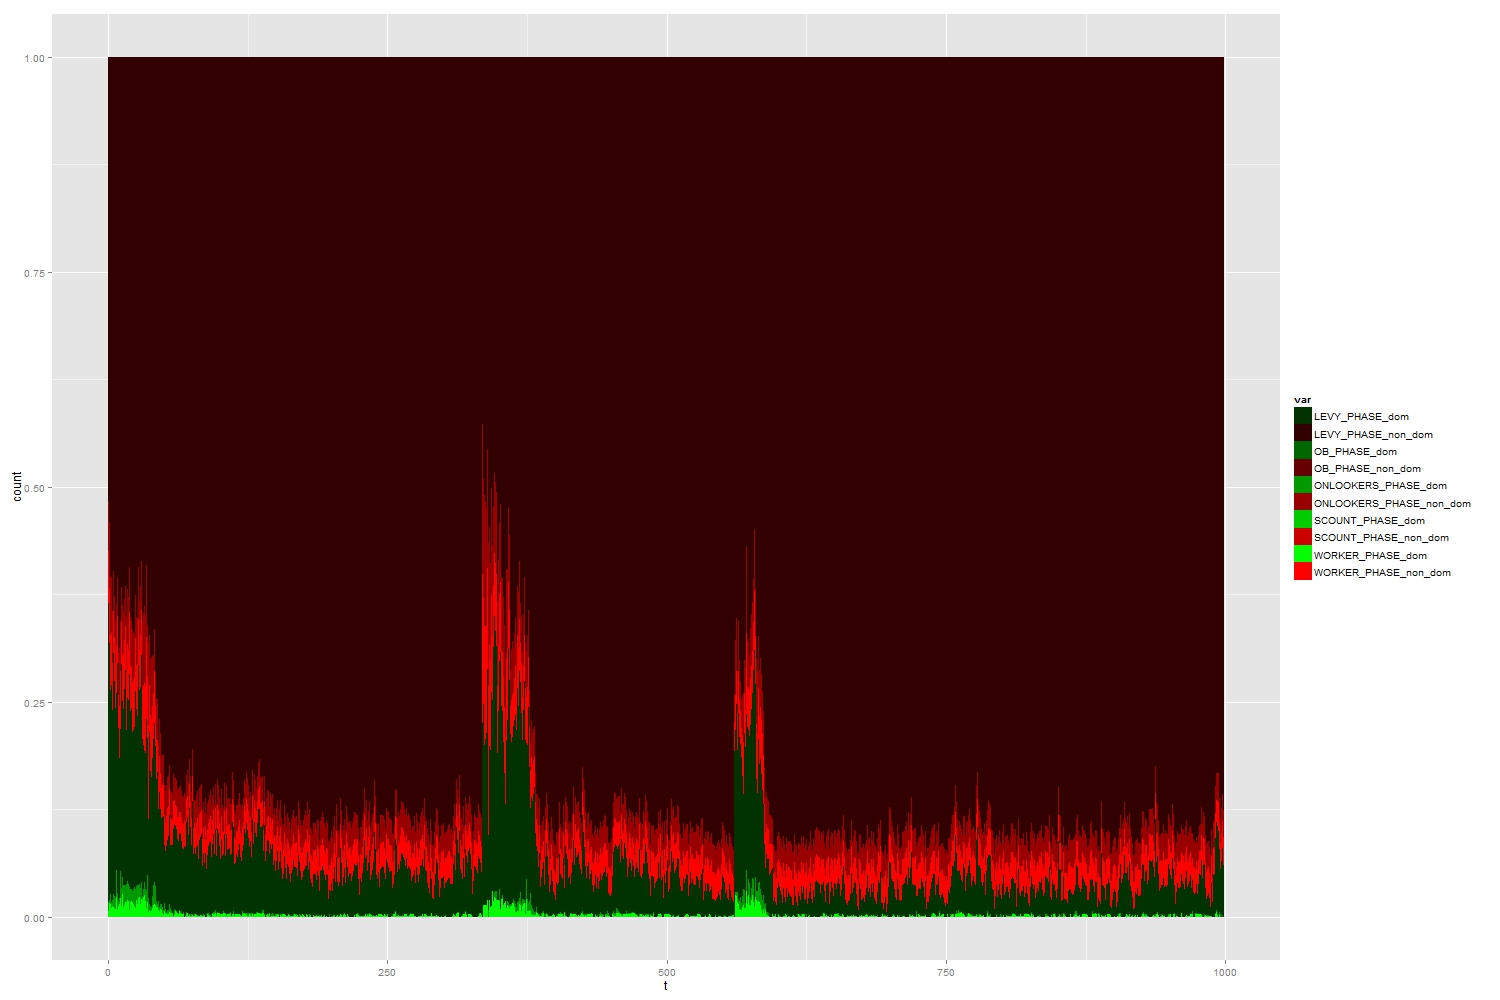 1.00
0.75
0.50
0.25
0.00
count
0
250
500
750
1000
t
var
LEVY_PHASE_dom
LEVY_PHASE_non_dom
OB_PHASE_dom
OB_PHASE_non_dom
ONLOOKERS_PHASE_dom
ONLOOKERS_PHASE_non_dom
SCOUNT_PHASE_dom
SCOUNT_PHASE_non_dom
WORKER_PHASE_dom
WORKER_PHASE_non_dom